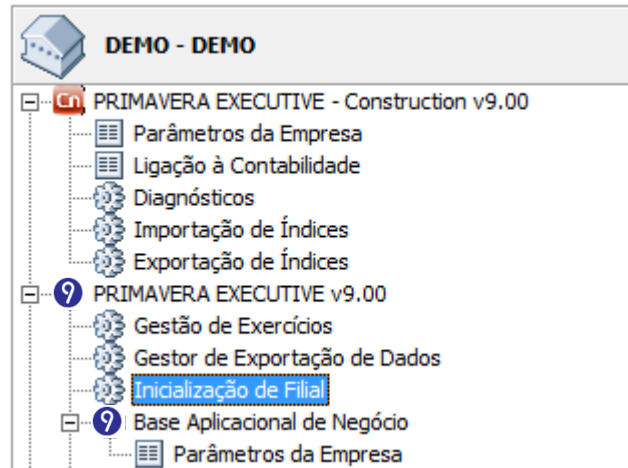 DEMO - DEMO
Cn PRIMAVERA EXECUTIVE - Construction v9.00
Parâmetros da Empresa
Ligação à Contabilidade
Diagnósticos
Importação de Índices
Exportação de Índices
9 PRIMAVERA EXECUTIVE v9.00
Gestão de Exercícios
Gestor de Exportação de Dados
Inicialização de Filial
9 Base Aplicacional de Negócio
Parâmetros da Empresa